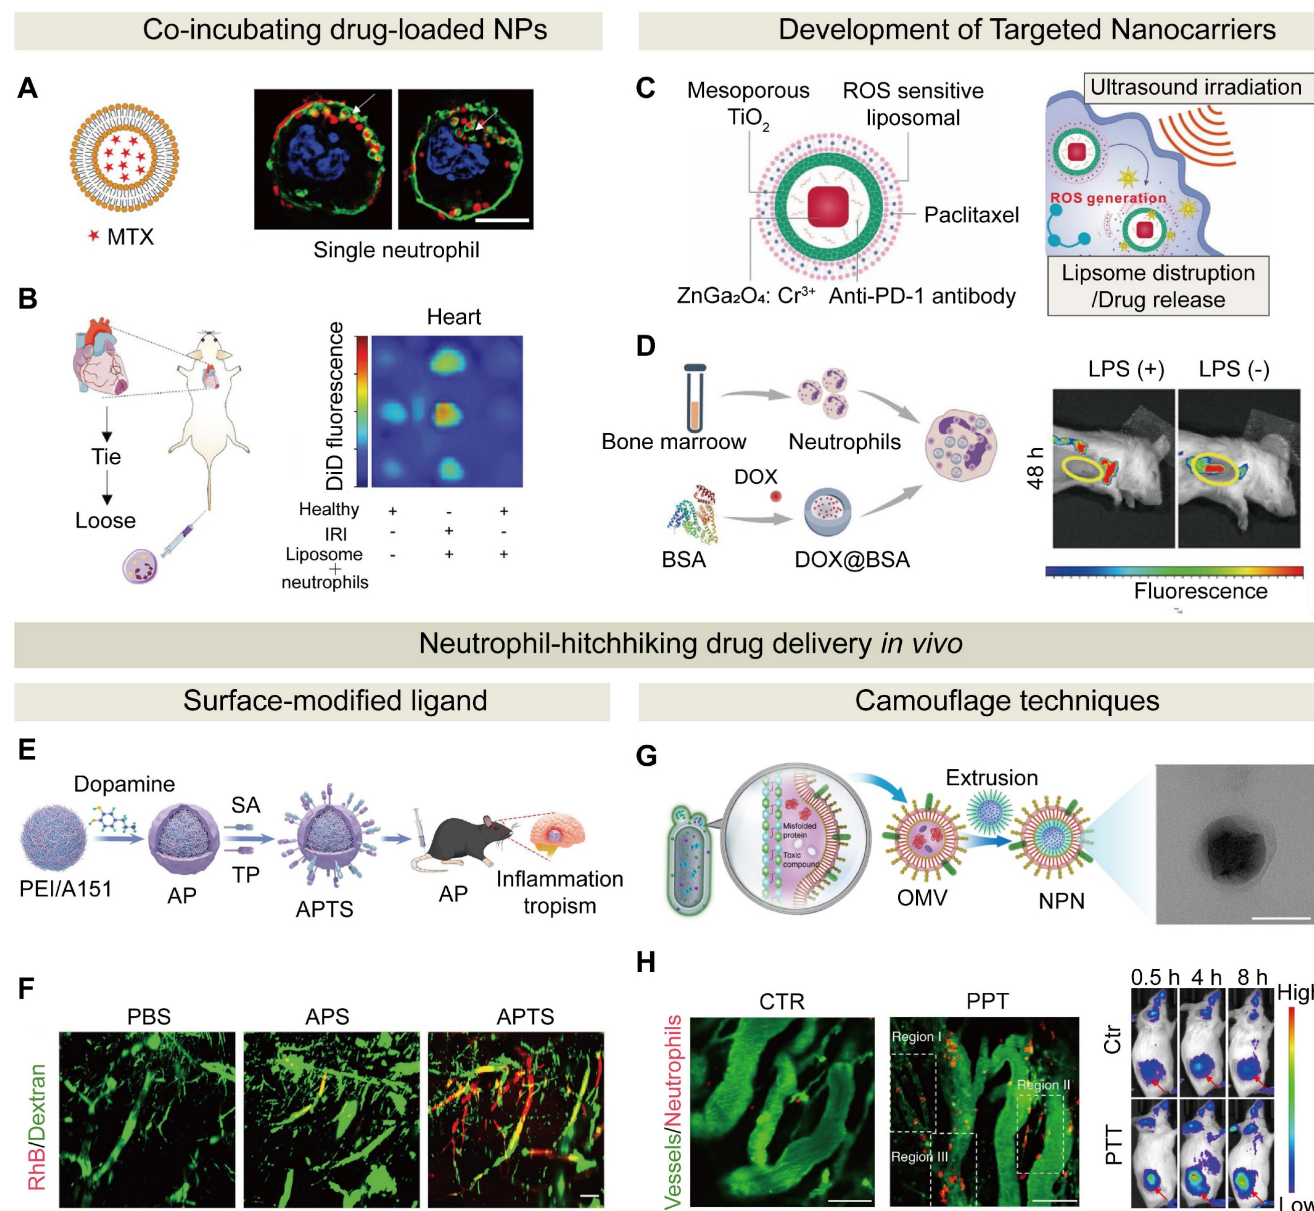 Co-incubating drug-loaded NPs
Development of Targeted Nanocarriers
A
MTX
Single neutrophil
B
Tie
Loose
Heart
DiD fluorescence
Healthy + - +
IRI - + -
Liposome - + +
+
neutrophils
C
Mesoporous
TiO2
ROS sensitive
liposomal
Paclitaxel
ZnGa₂O₄: Cr³⁺
Anti-PD-1 antibody
Ultrasound irradiation
ROS generation
Lipsome distruption
/Drug release
D
Bone marroow
Neutrophils
DOX
BSA
DOX@BSA
LPS (+)
LPS (-)
48 h
Fluorescence
Neutrophil-hitchhiking drug delivery in vivo
Surface-modified ligand
Camouflage techniques
E
Dopamine
SA
TP
PEI/A151
AP
APTS
AP
Inflammation
tropism
F
PBS
APS
APTS
RhB/Dextran
G
Misfolded
protein
Toxic
compound
Extrusion
OMV
NPN
H
CTR
PPT
Vessels/Neutrophils
Region I
Region II
Region III
0.5 h
4 h
8 h
Ctr
PTT
High
Low